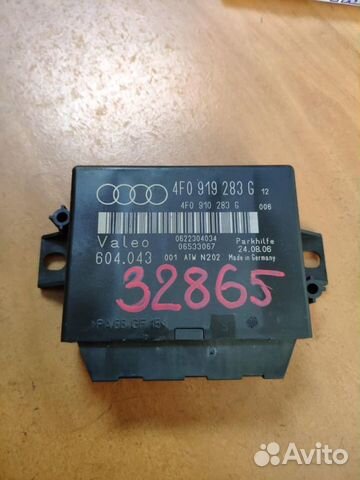 4F0 919 283 G 12
4F0 910 283 G 006
Valeo 0622304034 Parkhilfe
06533067 24.08.06
604.043 001 ATW N202 Made in Germany
32865
Avito